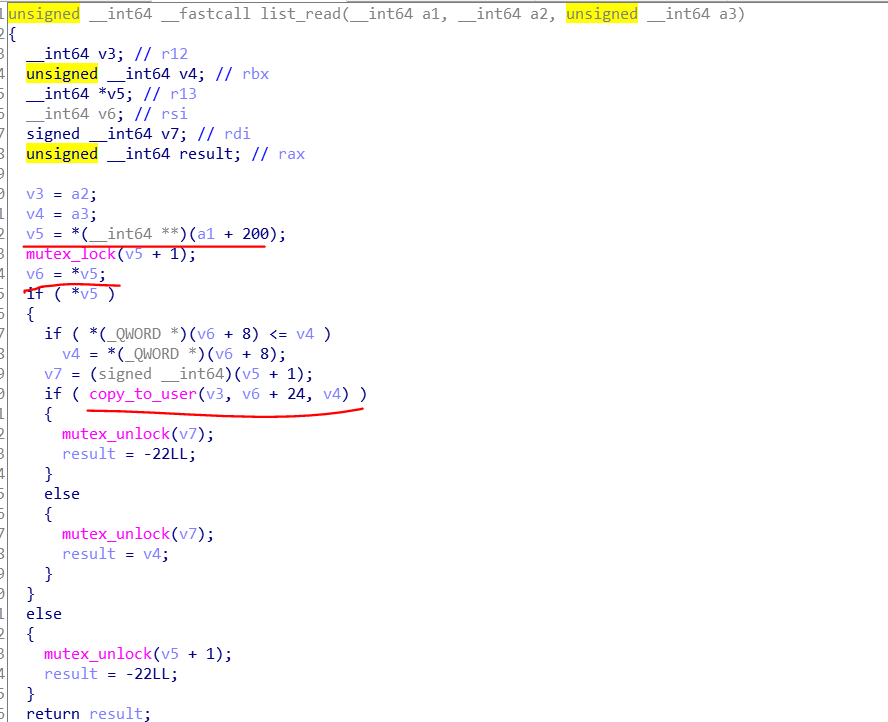 unsigned __int64 __fastcall list_read(__int64 a1, __int64 a2, unsigned __int64 a3)
{
__int64 v3; // r12
unsigned __int64 v4; // rbx
__int64 *v5; // r13
__int64 v6; // rsi
signed __int64 v7; // rdi
unsigned __int64 result; // rax
v3 = a2;
v4 = a3;
v5 = *(__int64 **)(a1 + 200);
mutex_lock(v5 + 1);
v6 = *v5;
if ( *v5 )
{
if ( *(_QWORD *)(v6 + 8) <= v4 )
v4 = *(_QWORD *)(v6 + 8);
v7 = (signed __int64)(v5 + 1);
if ( copy_to_user(v3, v6 + 24, v4) )
{
mutex_unlock(v7);
result = -22LL;
}
else
{
mutex_unlock(v7);
result = v4;
}
}
else
{
mutex_unlock(v5 + 1);
result = -22LL;
}
return result;